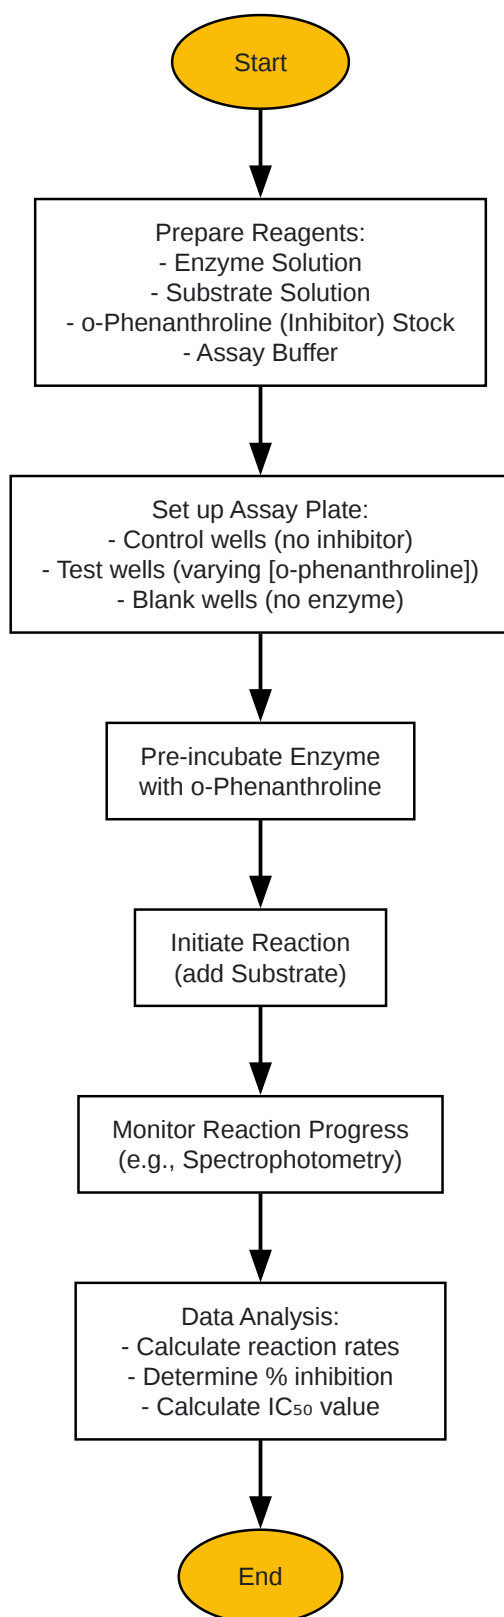 Start
Prepare Reagents:
- Enzyme Solution
- Substrate Solution
- o-Phenanthroline (Inhibitor) Stock
- Assay Buffer
Set up Assay Plate:
- Control wells (no inhibitor)
- Test wells (varying [o-phenanthroline])
- Blank wells (no enzyme)
Pre-incubate Enzyme
with o-Phenanthroline
Initiate Reaction
(add Substrate)
Monitor Reaction Progress
(e.g., Spectrophotometry)
Data Analysis:
- Calculate reaction rates
- Determine % inhibition
- Calculate IC₅₀ value
End